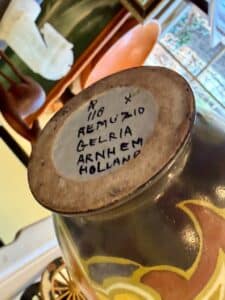 R X
118
REMUZIO
GELRIA
ARNHEM
HOLLAND